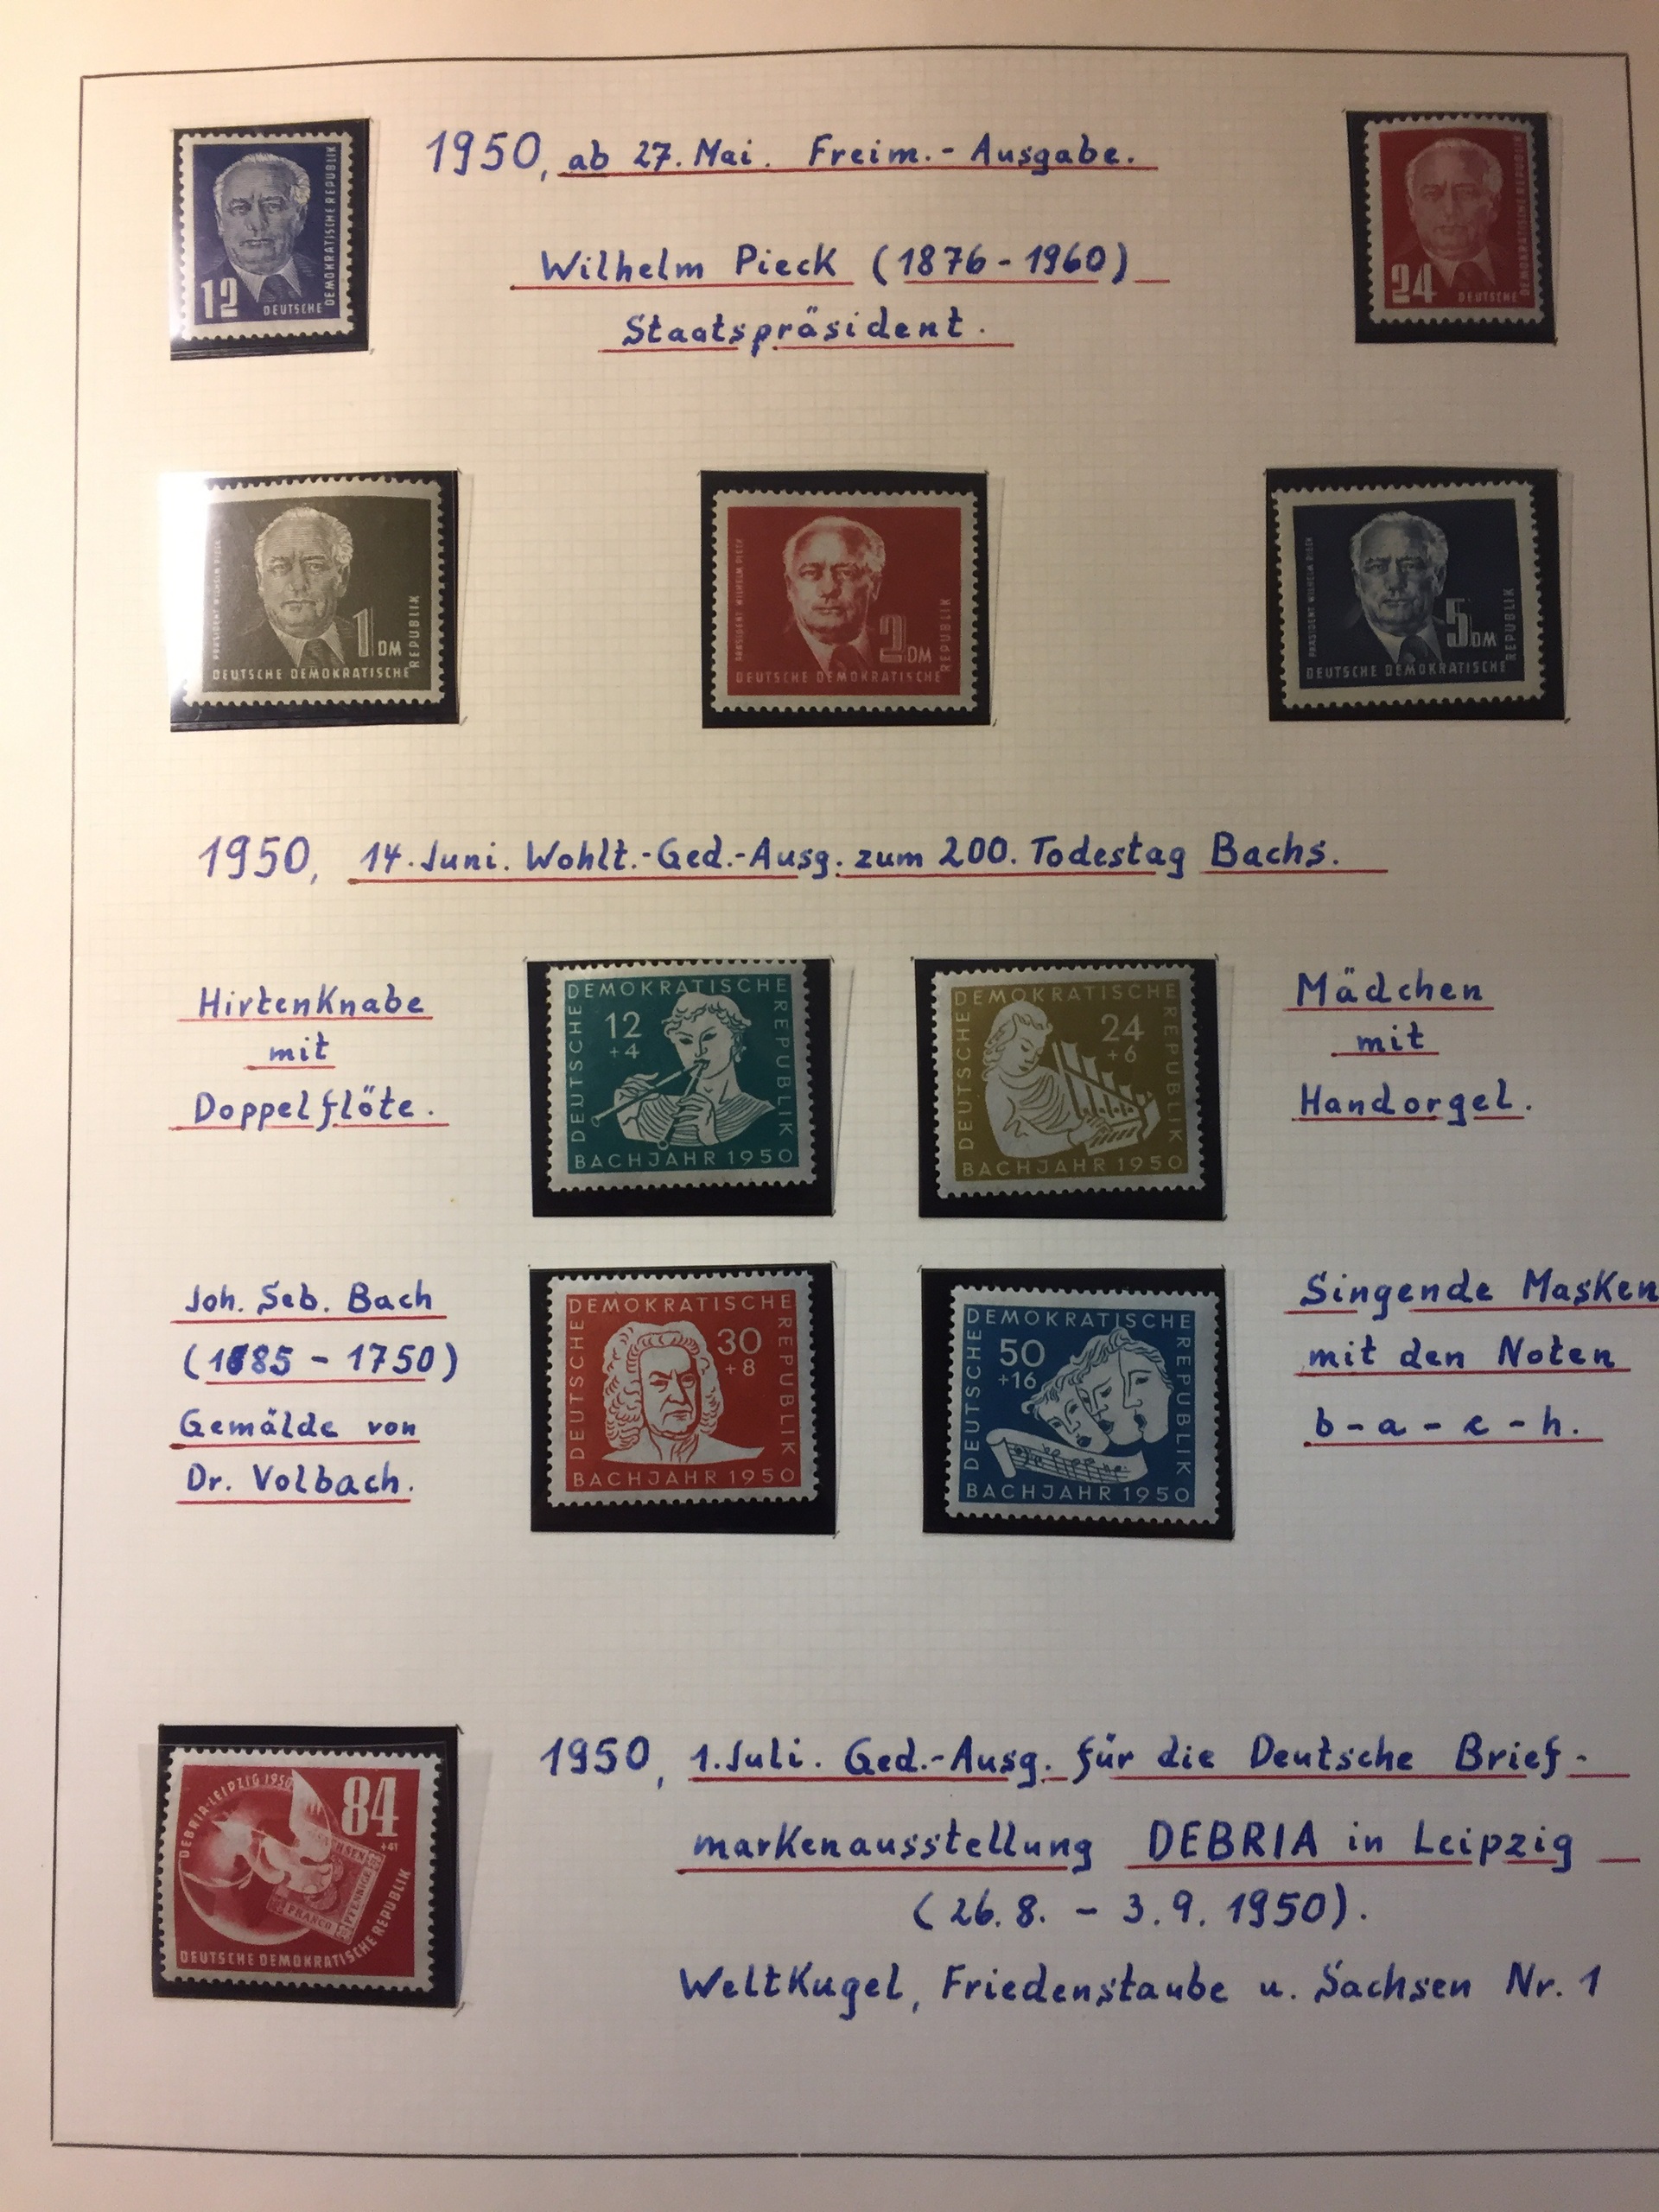 12
DEUTSCHE
DEMOKRATISCHE REPUBLIK
1950, ab 27. Mai. Freim.-Ausgabe.
Wilhelm Pieck (1876-1960)
Staatspräsident.
24
DEUTSCHE
DEMOKRATISCHE REPUBLIK
PRÄSIDENT WILHELM PIECK
1 DM
DEUTSCHE DEMOKRATISCHE
REPUBLIK
PRÄSIDENT WILHELM PIECK
2 DM
DEUTSCHE DEMOKRATISCHE
REPUBLIK
PRÄSIDENT WILHELM PIECK
5 DM
DEUTSCHE DEMOKRATISCHE
REPUBLIK
1950, 14. Juni. Wohlt.-Ged.-Ausg. zum 200. Todestag Bachs.
Hirtenknabe
mit
Doppelflöte.
DEUTSCHE
DEMOKRATISCHE
REPUBLIK
12
+4
BACHJAHR 1950
DEUTSCHE
DEMOKRATISCHE
REPUBLIK
24
+6
BACHJAHR 1950
Mädchen
mit
Handorgel.
Joh. Seb. Bach
(1685 - 1750)
Gemälde von
Dr. Volbach.
DEUTSCHE
DEMOKRATISCHE
REPUBLIK
30
+8
BACHJAHR 1950
DEUTSCHE
DEMOKRATISCHE
REPUBLIK
50
+16
BACHJAHR 1950
Singende Masken
mit den Noten
b-a-c-h.
DEBRIA-LEIPZIG 1950
84
+41
SACHSEN
PFENNIGE
FRANCO
DEUTSCHE DEMOKRATISCHE REPUBLIK
1950, 1. Juli. Ged.-Ausg. für die Deutsche Brief-
markenausstellung DEBRIA in Leipzig
(26.8. - 3.9. 1950).
Weltkugel, Friedenstaube u. Sachsen Nr. 1